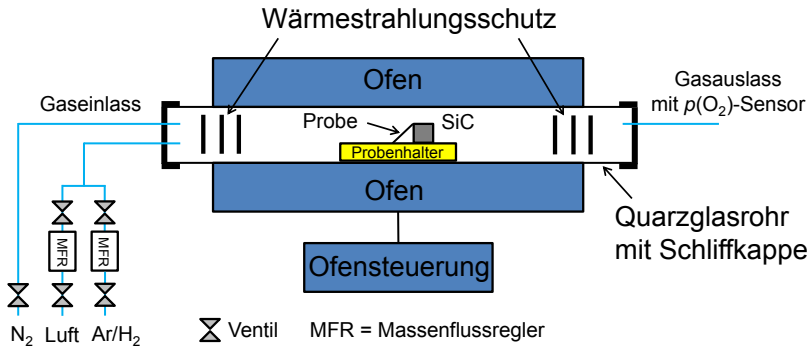 Wärmestrahlungsschutz
Ofen
Gaseinlass
Gasauslass
mit p(O₂)-Sensor
Probe
SiC
Probenhalter
Ofen
Quarzglasrohr
mit Schliffkappe
MFR
MFR
Ofensteuerung
N₂
Luft
Ar/H₂
Ventil
MFR = Massenflussregler